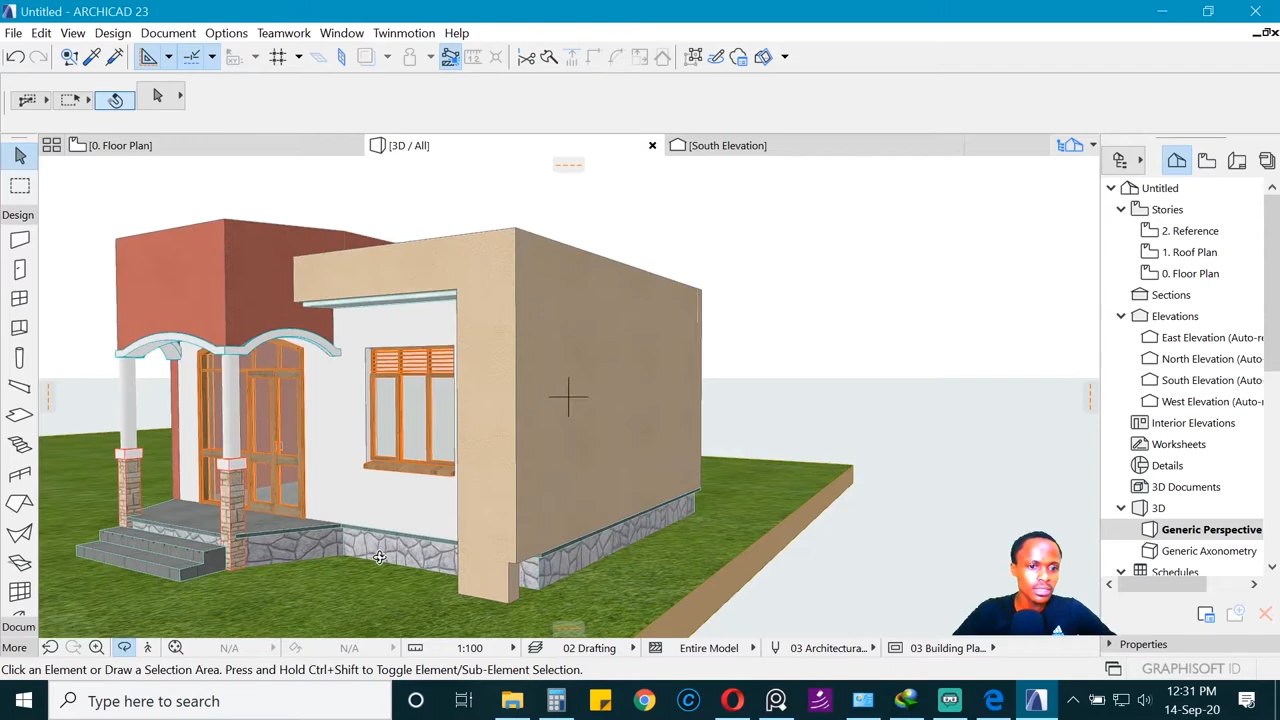 Untitled - ARCHICAD 23
File Edit View Design Document Options Teamwork Window Twinmotion Help
[0. Floor Plan]
[3D / All]
[South Elevation]
Design
Docum
More
Untitled
Stories
2. Reference
1. Roof Plan
0. Floor Plan
Sections
Elevations
East Elevation (Auto-r
North Elevation (Auto
South Elevation (Auto
West Elevation (Auto-
Interior Elevations
Worksheets
Details
3D Documents
3D
Generic Perspective
Generic Axonometry
Schedules
Properties
N/A
N/A
1:100
02 Drafting
Entire Model
03 Architectura...
03 Building Pla...
Click an Element or Draw a Selection Area. Press and Hold Ctrl+Shift to Toggle Element/Sub-Element Selection.
GRAPHISOFT ID
Type here to search
12:31 PM
14-Sep-20